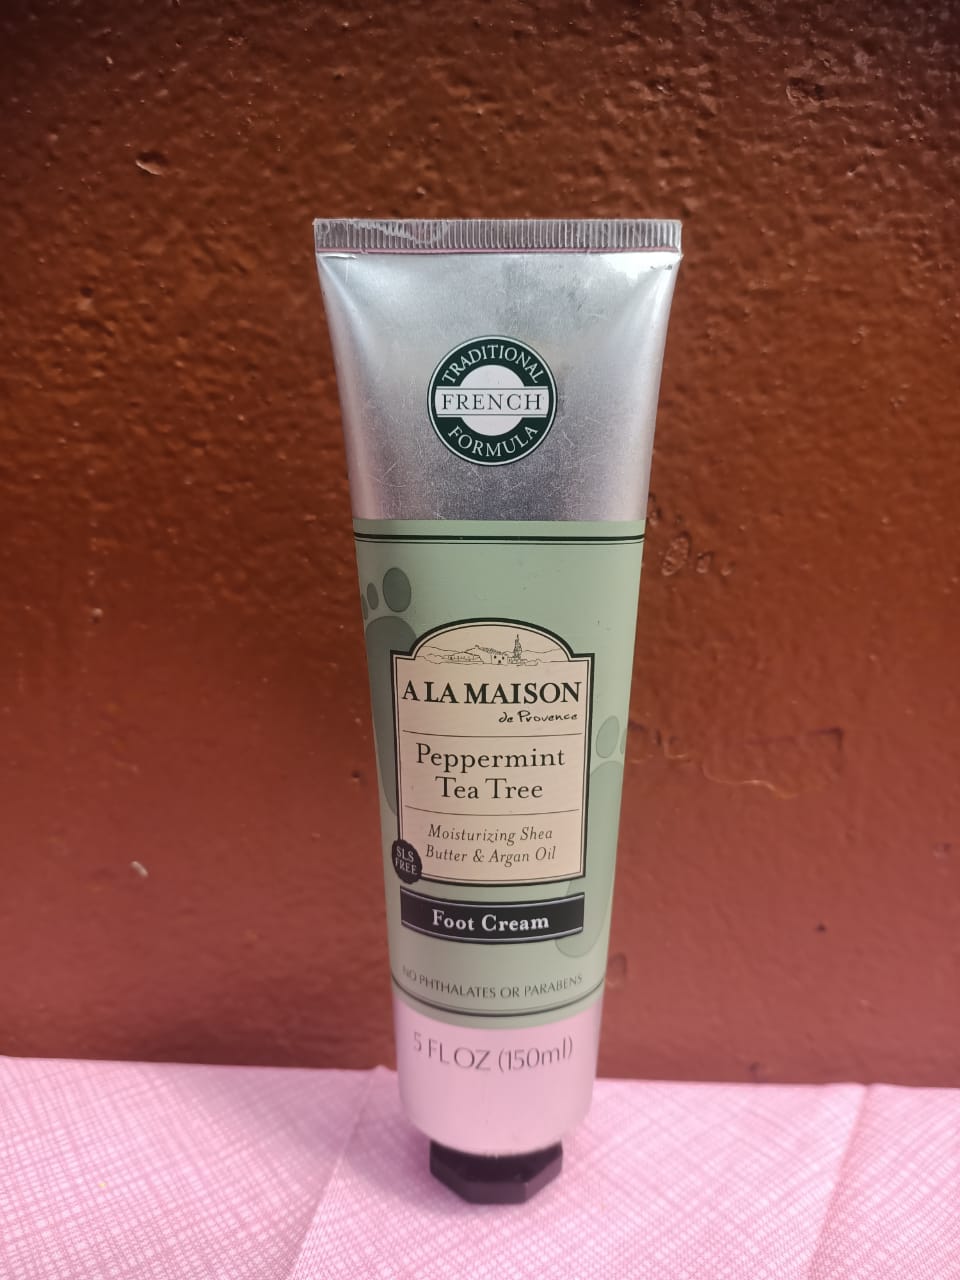 TRADITIONAL
FRENCH
FORMULA
A LA MAISON
de Provence
Peppermint
Tea Tree
Moisturizing Shea
Butter & Argan Oil
SLS
FREE
Foot Cream
NO PHTHALATES OR PARABENS
5 FL OZ (150ml)